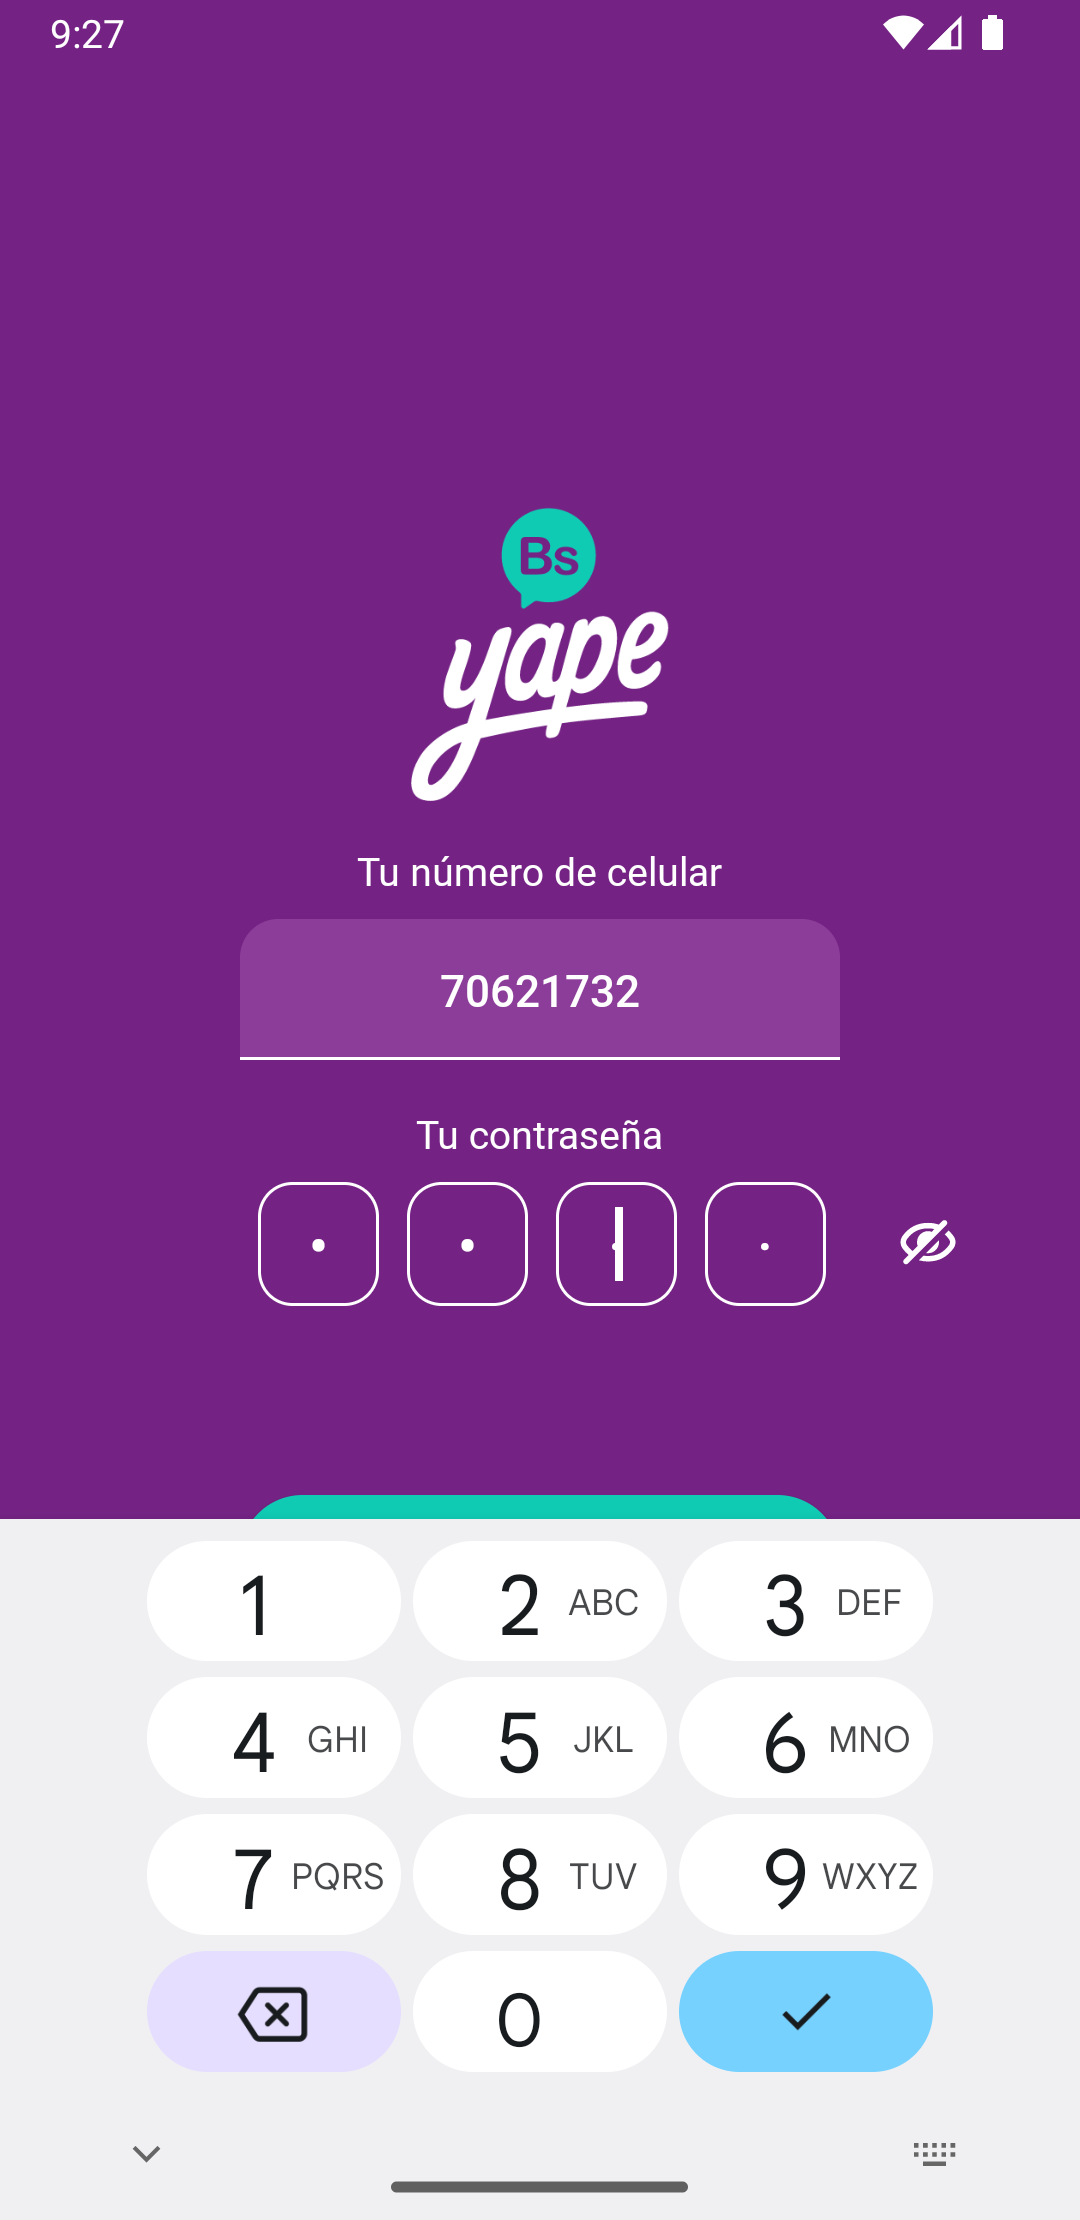 9:27
Bs
yape
Tu número de celular
70621732
Tu contraseña
1
2 ABC
3 DEF
4 GHI
5 JKL
6 MNO
7 PQRS
8 TUV
9 WXYZ
0